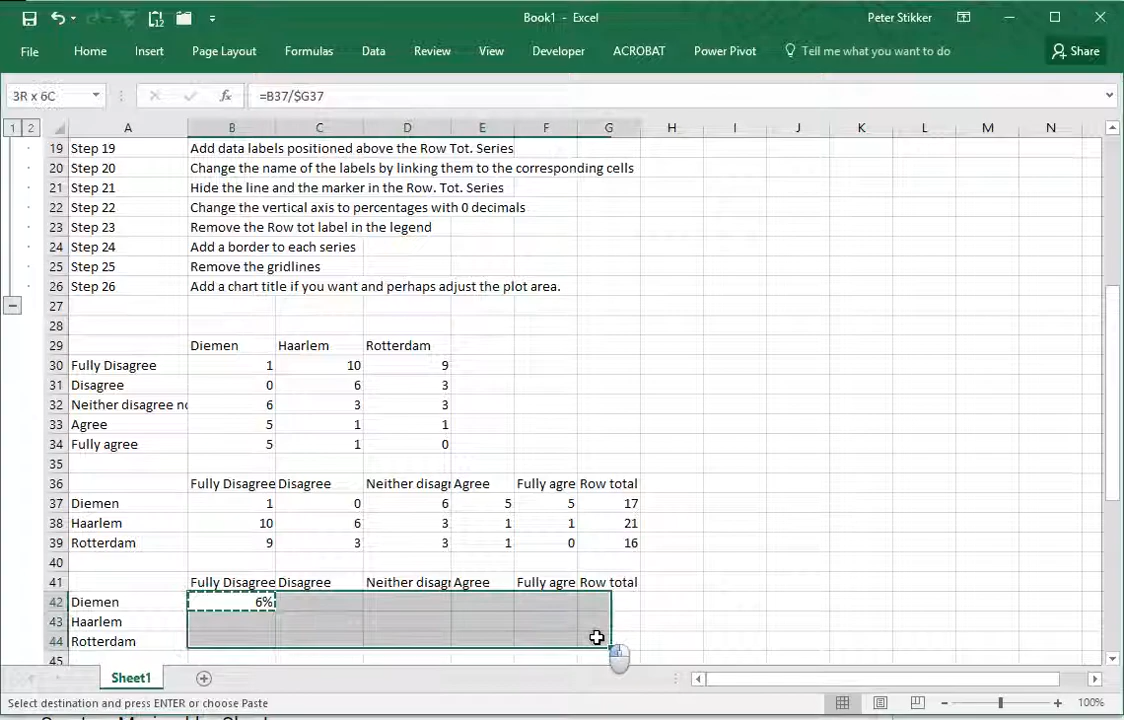 Book1 - Excel
Peter Stikker
File Home Insert Page Layout Formulas Data Review View Developer ACROBAT Power Pivot Tell me what you want to do Share
3R x 6C fx =B37/$G37
1 2 A B C D E F G H I J K L M N
19 Step 19 Add data labels positioned above the Row Tot. Series
20 Step 20 Change the name of the labels by linking them to the corresponding cells
21 Step 21 Hide the line and the marker in the Row. Tot. Series
22 Step 22 Change the vertical axis to percentages with 0 decimals
23 Step 23 Remove the Row tot label in the legend
24 Step 24 Add a border to each series
25 Step 25 Remove the gridlines
26 Step 26 Add a chart title if you want and perhaps adjust the plot area.
27
28
29 Diemen Haarlem Rotterdam
30 Fully Disagree 1 10 9
31 Disagree 0 6 3
32 Neither disagree no 6 3 3
33 Agree 5 1 1
34 Fully agree 5 1 0
35
36 Fully Disagree Disagree Neither disagr Agree Fully agre Row total
37 Diemen 1 0 6 5 5 17
38 Haarlem 10 6 3 1 1 21
39 Rotterdam 9 3 3 1 0 16
40
41 Fully Disagree Disagree Neither disagr Agree Fully agre Row total
42 Diemen 6%
43 Haarlem
44 Rotterdam
45
Sheet1
Select destination and press ENTER or choose Paste 100%